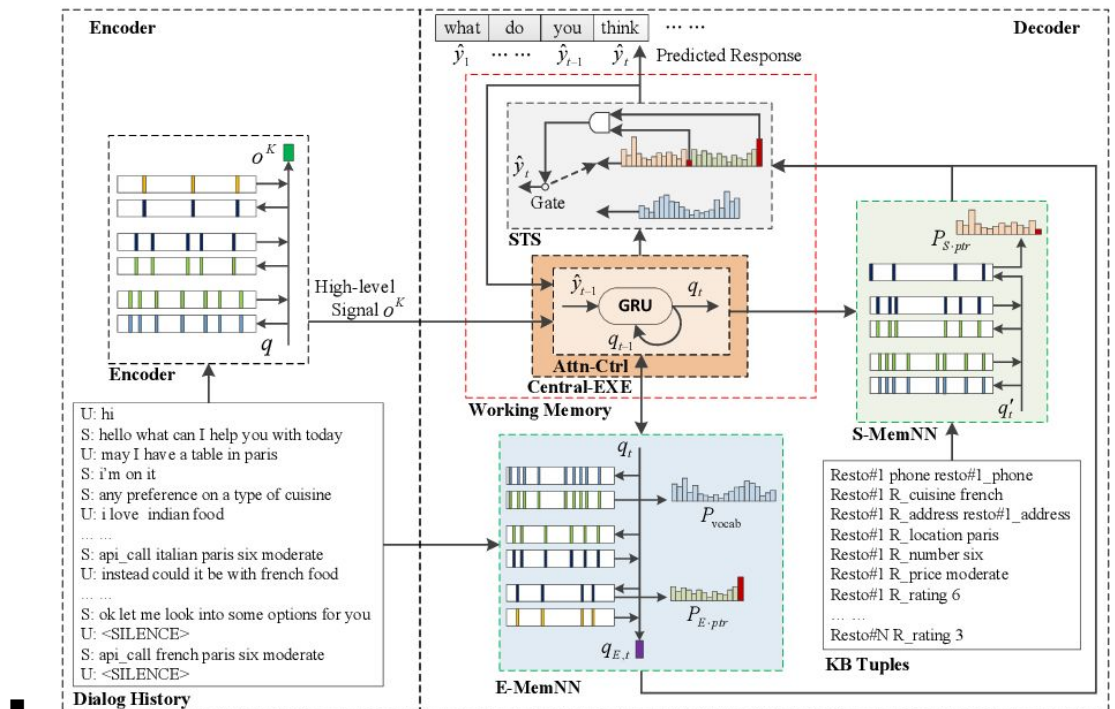 Encoder
Decoder
what do you think … …
ŷ₁ … … ŷₜ₋₁ ŷₜ
Predicted Response
oᴷ
ŷₜ
Gate
STS
P_S·ptr
High-level
Signal oᴷ
ŷₜ₋₁ GRU qₜ
qₜ₋₁
Attn-Ctrl
Central-EXE
Working Memory
q
Encoder
q′ₜ
S-MemNN
U: hi
S: hello what can I help you with today
U: may I have a table in paris
S: i'm on it
S: any preference on a type of cuisine
U: i love indian food
… …
S: api_call italian paris six moderate
U: instead could it be with french food
… …
S: ok let me look into some options for you
U: <SILENCE>
S: api_call french paris six moderate
U: <SILENCE>
Dialog History
qₜ
P_vocab
P_E·ptr
q_E,t
E-MemNN
Resto#1 phone resto#1_phone
Resto#1 R_cuisine french
Resto#1 R_address resto#1_address
Resto#1 R_location paris
Resto#1 R_number six
Resto#1 R_price moderate
Resto#1 R_rating 6
… …
Resto#N R_rating 3
KB Tuples